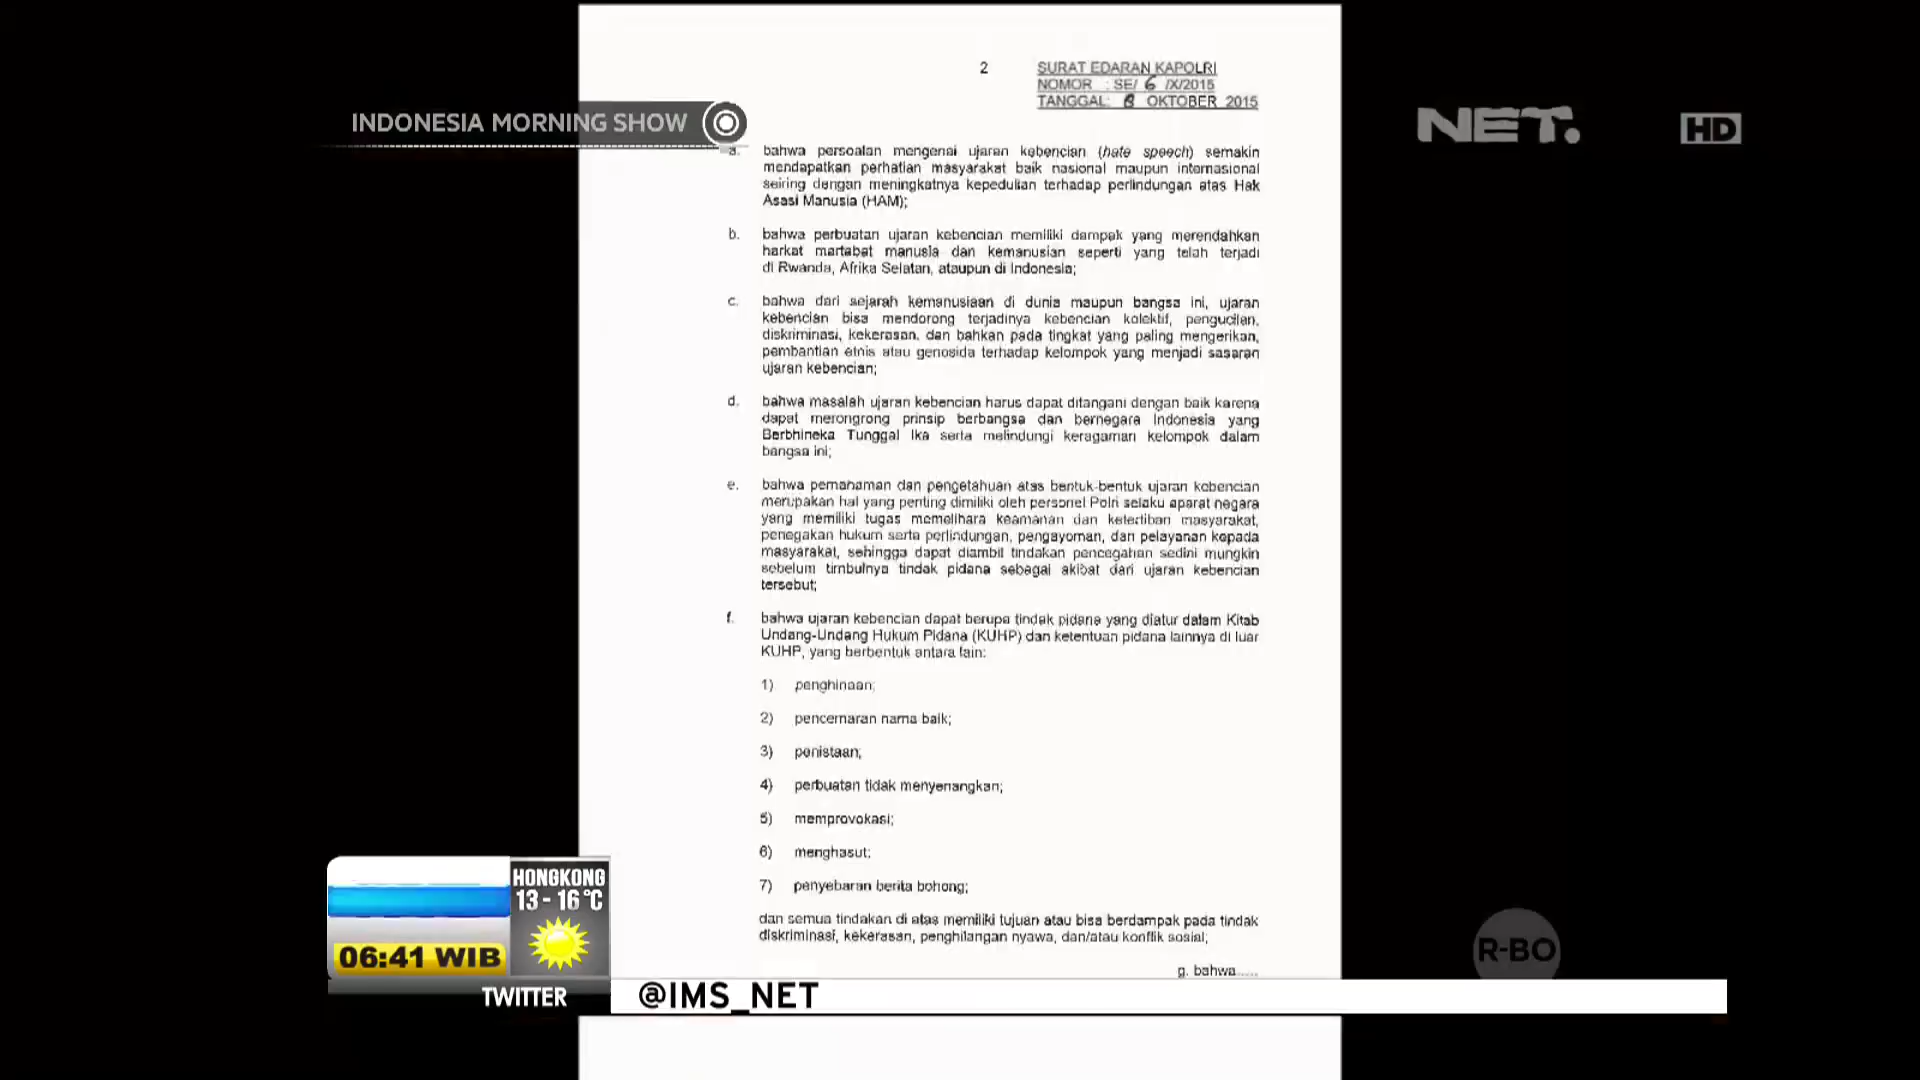 2
SURAT EDARAN KAPOLRI
NOMOR : SE/ 6 /X/2015
TANGGAL: 8 OKTOBER 2015
INDONESIA MORNING SHOW
NET.
HD
a. bahwa persoalan mengenai ujaran kebencian (hate speech) semakin
mendapatkan perhatian masyarakat baik nasional maupun internasional
seiring dengan meningkatnya kepedulian terhadap perlindungan atas Hak
Asasi Manusia (HAM);
b. bahwa perbuatan ujaran kebencian memiliki dampak yang merendahkan
harkat martabat manusia dan kemanusian seperti yang telah terjadi
di Rwanda, Afrika Selatan, ataupun di Indonesia;
c. bahwa dari sejarah kemanusiaan di dunia maupun bangsa ini, ujaran
kebencian bisa mendorong terjadinya kebencian kolektif, pengucilan,
diskriminasi, kekerasan, dan bahkan pada tingkat yang paling mengerikan,
pembantian etnis atau genosida terhadap kelompok yang menjadi sasaran
ujaran kebencian;
d. bahwa masalah ujaran kebencian harus dapat ditangani dengan baik karena
dapat merongrong prinsip berbangsa dan bernegara Indonesia yang
Berbhineka Tunggal Ika serta melindungi keragaman kelompok dalam
bangsa ini;
e. bahwa pemahaman dan pengetahuan atas bentuk-bentuk ujaran kebencian
merupakan hal yang penting dimiliki oleh personel Polri selaku aparat negara
yang memiliki tugas memelihara keamanan dan ketertiban masyarakat,
penegakan hukum serta perlindungan, pengayoman, dan pelayanan kepada
masyarakat, sehingga dapat diambil tindakan pencegahan sedini mungkin
sebelum timbulnya tindak pidana sebagai akibat dari ujaran kebencian
tersebut;
f. bahwa ujaran kebencian dapat berupa tindak pidana yang diatur dalam Kitab
Undang-Undang Hukum Pidana (KUHP) dan ketentuan pidana lainnya di luar
KUHP, yang berbentuk antara lain:
1) penghinaan;
2) pencemaran nama baik;
3) penistaan;
4) perbuatan tidak menyenangkan;
5) memprovokasi;
6) menghasut;
7) penyebaran berita bohong;
dan semua tindakan di atas memiliki tujuan atau bisa berdampak pada tindak
diskriminasi, kekerasan, penghilangan nyawa, dan/atau konflik sosial;
g. bahwa.....
HONGKONG
13 - 16°C
06:41 WIB
R-BO
TWITTER
@IMS_NET